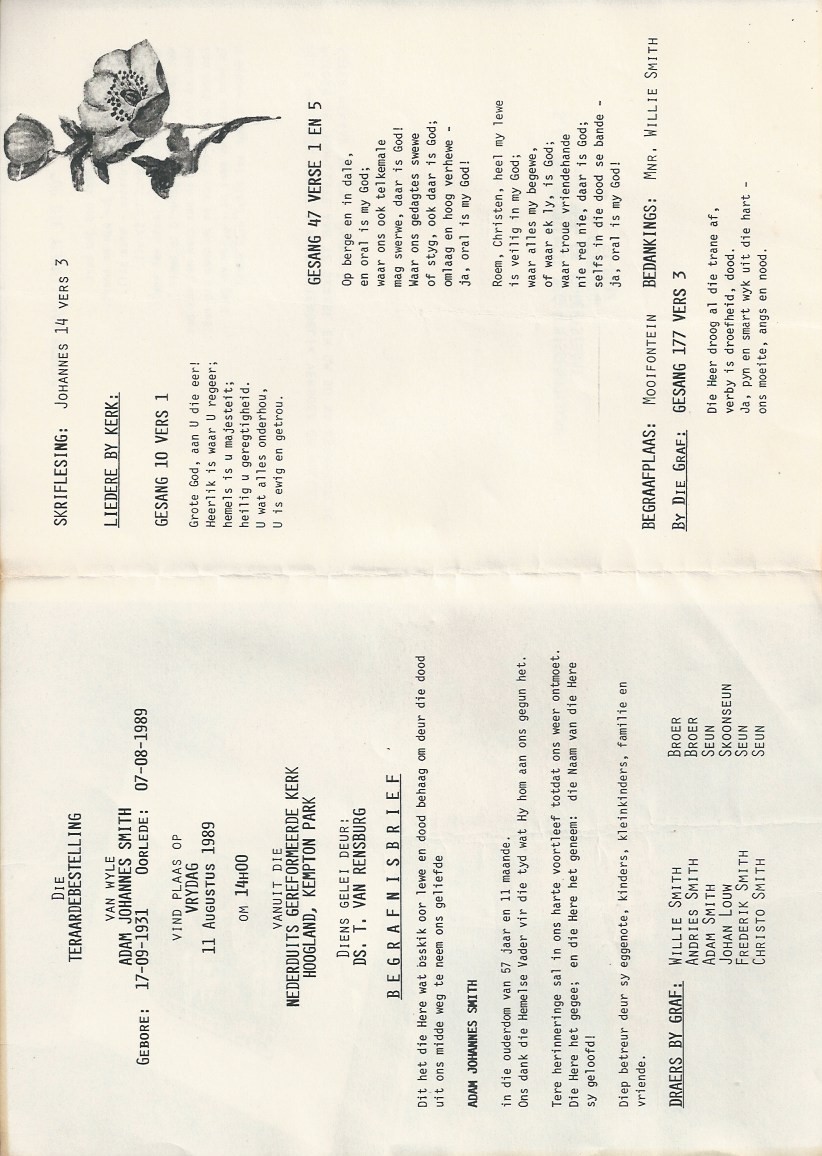 DIE
TERAARDEBESTELLING
VAN WYLE
ADAM JOHANNES SMITH
GEBORE: 17-09-1931 OORLEDE: 07-08-1989
VIND PLAAS OP
VRYDAG
11 AUGUSTUS 1989
OM 14H00
VANUIT DIE
NEDERDUITS GEREFORMEERDE KERK
HOOGLAND, KEMPTON PARK
DIENS GELEI DEUR:
DS. T. VAN RENSBURG
B E G R A F N I S B R I E F
Dit het die Here wat beskik oor lewe en dood behaag om deur die dood
uit ons midde weg te neem ons geliefde
ADAM JOHANNES SMITH
in die ouderdom van 57 jaar en 11 maande.
Ons dank die Hemelse Vader vir die tyd wat Hy hom aan ons gegun het.
Tere herinneringe sal in ons harte voortleef totdat ons weer ontmoet.
Die Here het gegee; en die Here het geneem: die Naam van die Here
sy geloofd!
Diep betreur deur sy eggenote, kinders, kleinkinders, familie en
vriende.
DRAERS BY GRAF: WILLIE SMITH BROER
ANDRIES SMITH BROER
ADAM SMITH SEUN
JOHAN LOUW SKOONSEUN
FREDERIK SMITH SEUN
CHRISTO SMITH SEUN
SKRIFLESING: JOHANNES 14 VERS 3
LIEDERE BY KERK:
GESANG 10 VERS 1
Grote God, aan U die eer!
Heerlik is waar U regeer;
hemels is u majesteit;
heilig u geregtigheid.
U wat alles onderhou,
U is ewig en getrou.
GESANG 47 VERSE 1 EN 5
Op berge en in dale,
en oral is my God;
waar ons ook telkemale
mag swerwe, daar is God!
Waar ons gedagtes swewe
of styg, ook daar is God;
omlaag en hoog verhewe -
ja, oral is my God!
Roem, Christen, heel my lewe
is veilig in my God;
waar alles my begewe,
of waar ek ly, is God;
waar troue vriendehande
nie red nie, daar is God;
selfs in die dood se bande -
ja, oral is my God!
BEGRAAFPLAAS: MOOIFONTEIN BEDANKINGS: MNR. WILLIE SMITH
BY DIE GRAF: GESANG 177 VERS 3
Die Heer droog al die trane af,
verby is droefheid, dood.
Ja, pyn en smart wyk uit die hart -
ons moeite, angs en nood.